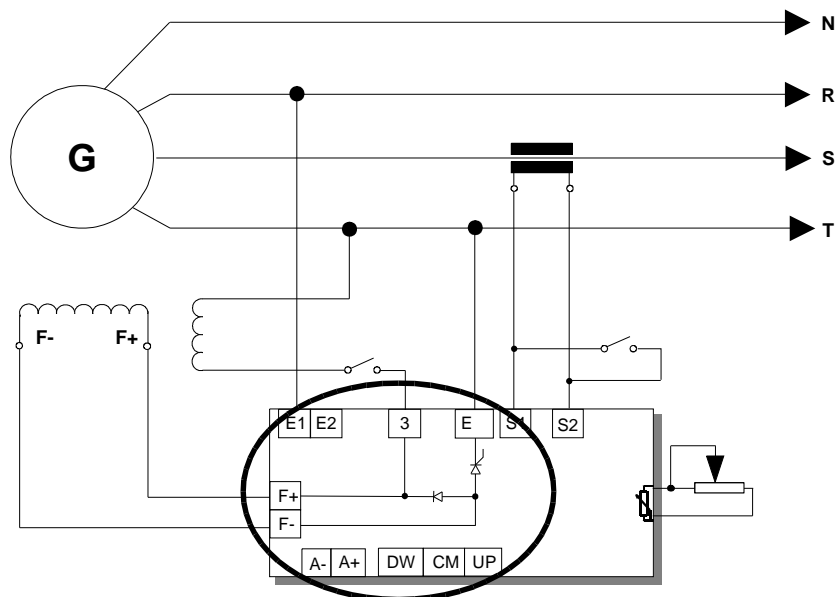 N
R
G
S
T
F- F+
E1 E2 3 E S1 S2
F+
F-
A- A+ DW CM UP